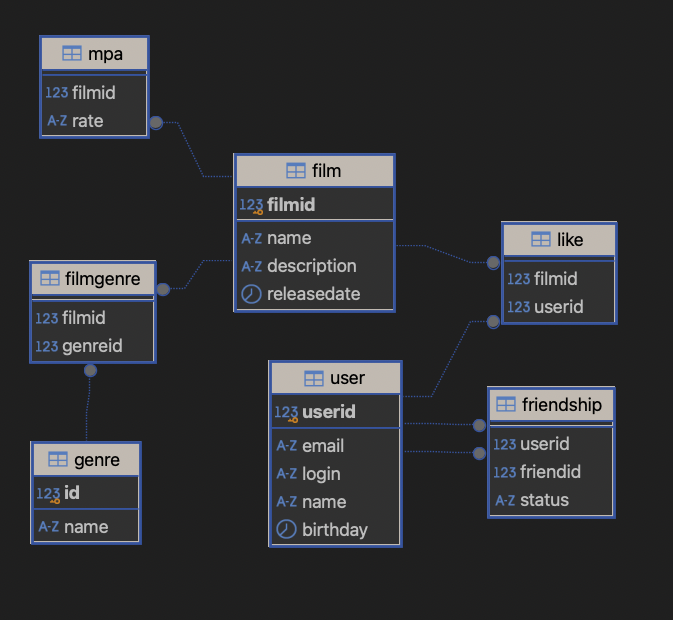 mpa
123 filmid
A-Z rate
film
123 filmid
A-Z name
A-Z description
releasedate
like
123 filmid
123 userid
filmgenre
123 filmid
123 genreid
user
123 userid
A-Z email
A-Z login
A-Z name
birthday
friendship
123 userid
123 friendid
A-Z status
genre
123 id
A-Z name